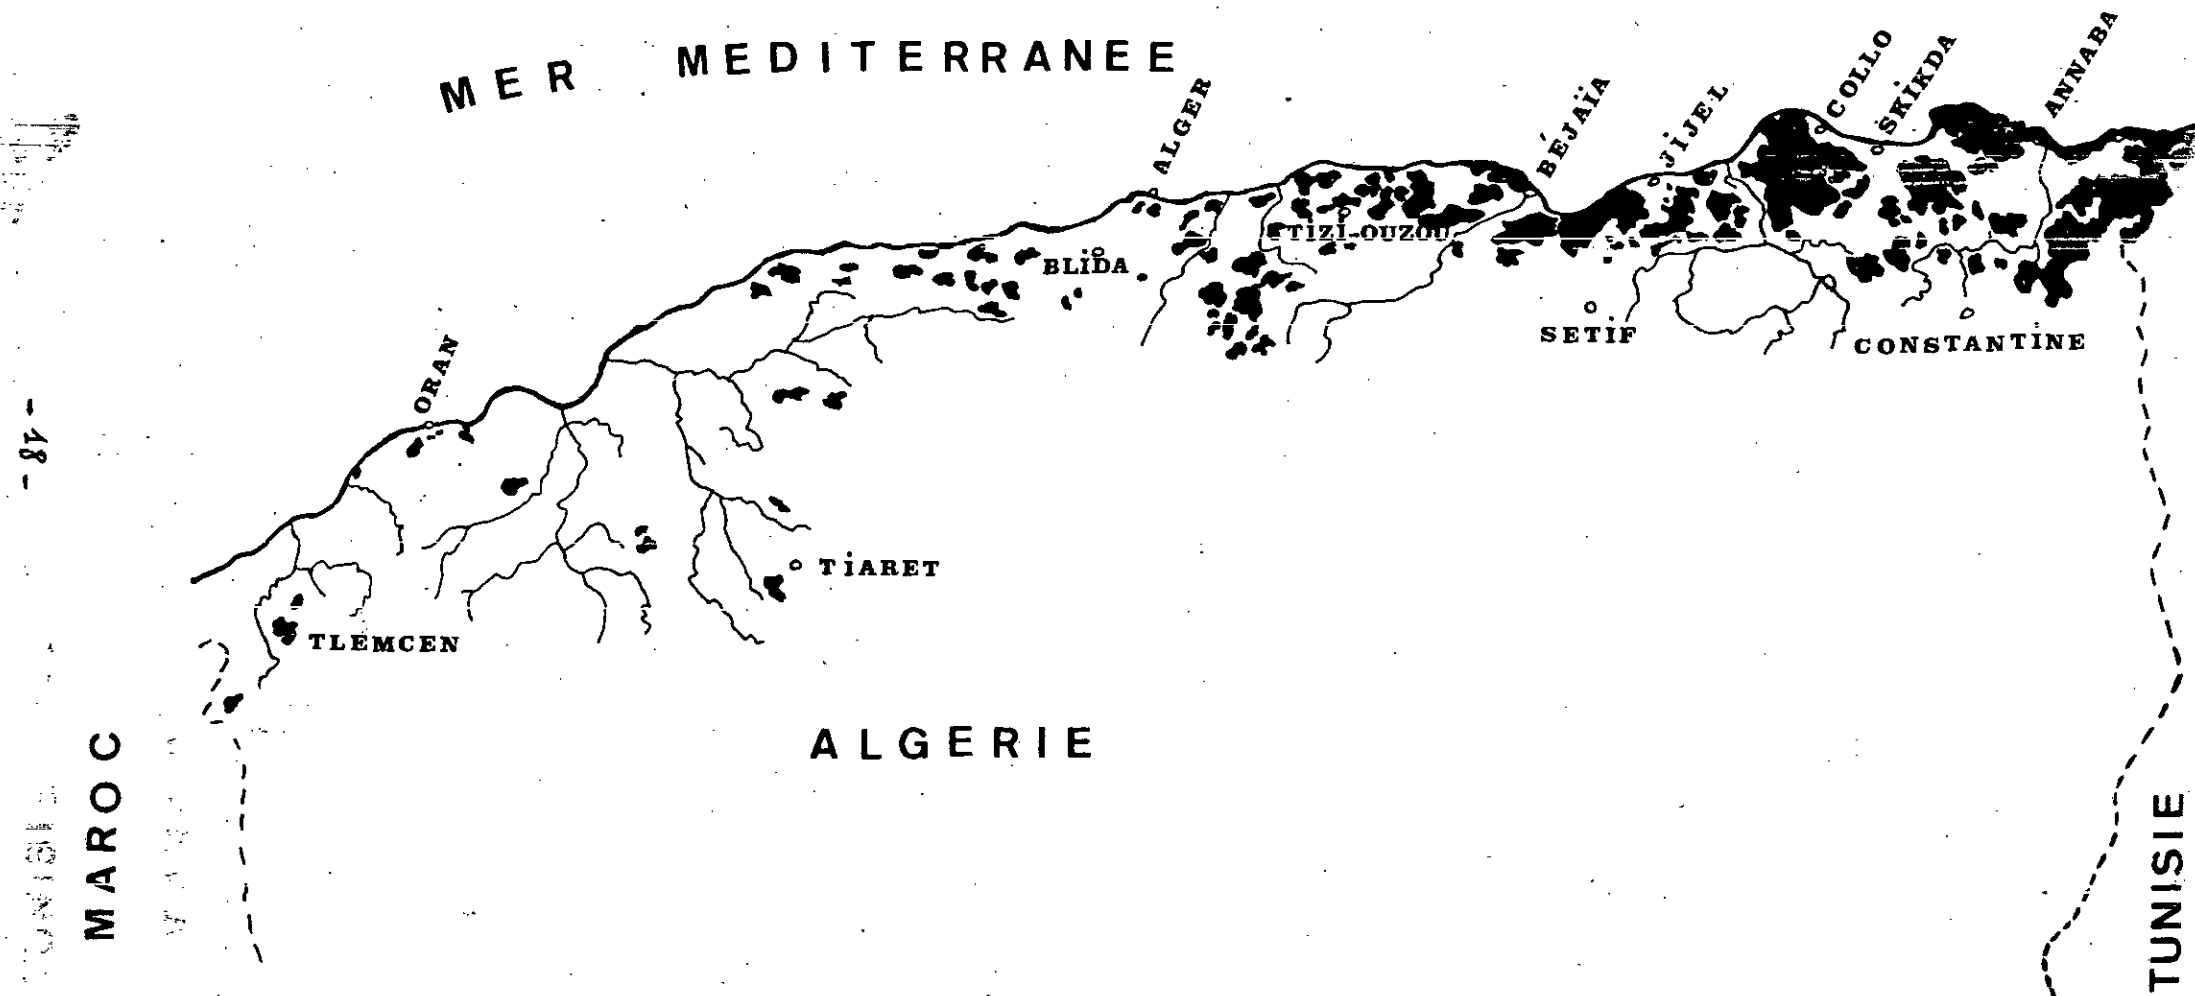 MER MEDITERRANEE
ALGER
BÉJAÏA
JiJEL
COLLO
SKiKDA
ANNABA
TiZi-OUZOU
BLiDA
SETiF
CONSTANTiNE
ORAN
TiARET
TLEMCEN
ALGERIE
MAROC
TUNISIE
- 18 -